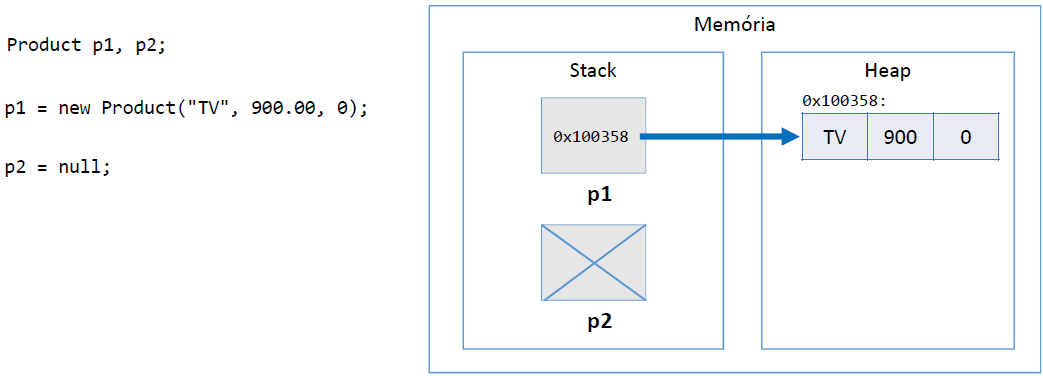 Product p1, p2;
p1 = new Product("TV", 900.00, 0);
p2 = null;
Memória
Stack
0x100358
p1
p2
Heap
0x100358:
TV 900 0